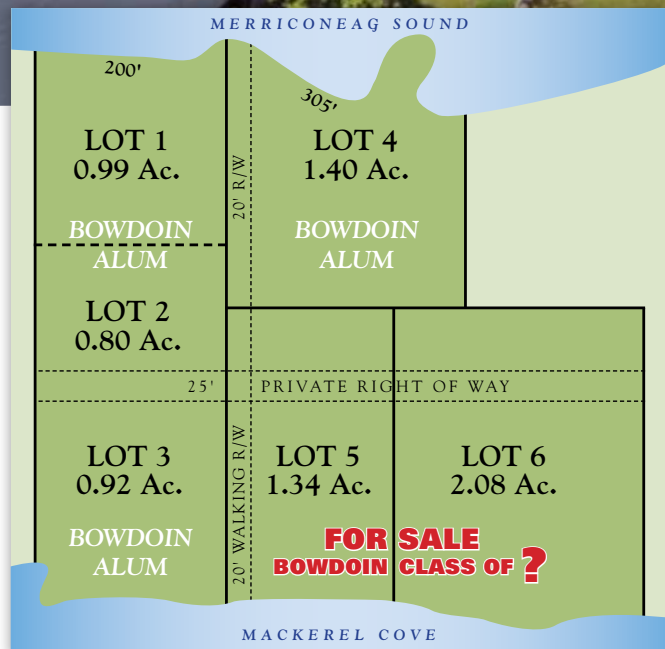 MERRICONEAG SOUND
200'
305'
LOT 1
0.99 Ac.
LOT 4
1.40 Ac.
20' R/W
BOWDOIN
ALUM
BOWDOIN
ALUM
LOT 2
0.80 Ac.
25' PRIVATE RIGHT OF WAY
LOT 3
0.92 Ac.
20' WALKING R/W
LOT 5
1.34 Ac.
LOT 6
2.08 Ac.
BOWDOIN
ALUM
FOR SALE
BOWDOIN CLASS OF ?
MACKEREL COVE